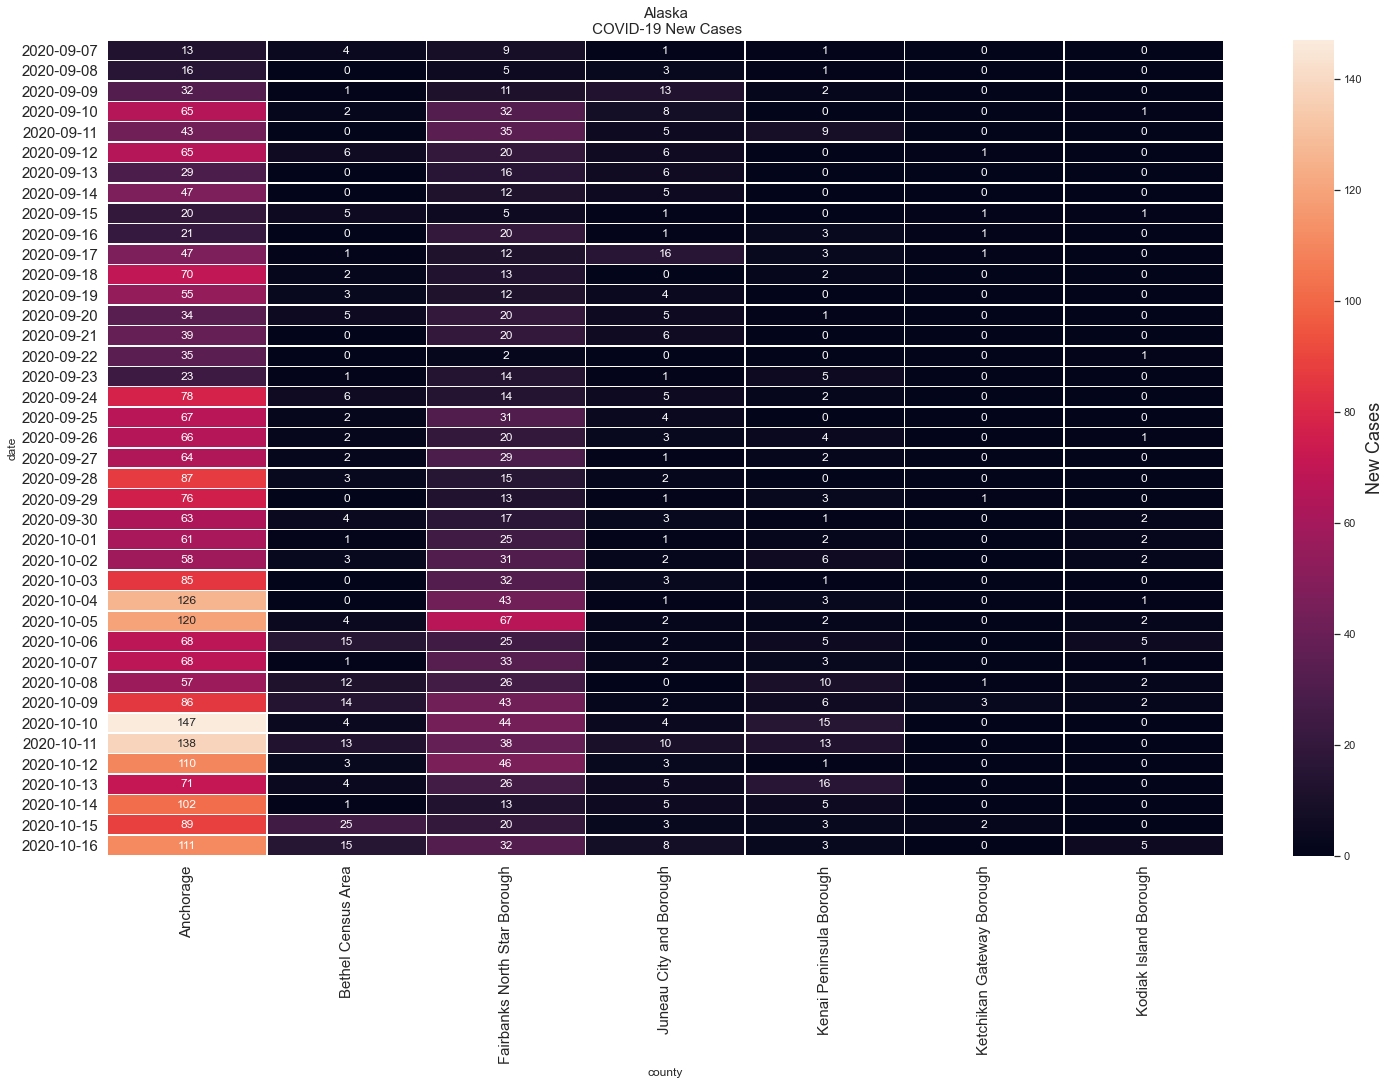 Alaska
COVID-19 New Cases
2020-09-07 13 4 9 1 1 0 0
2020-09-08 16 0 5 3 1 0 0
2020-09-09 32 1 11 13 2 0 0
2020-09-10 65 2 32 8 0 0 1
2020-09-11 43 0 35 5 9 0 0
2020-09-12 65 6 20 6 0 1 0
2020-09-13 29 0 16 6 0 0 0
2020-09-14 47 0 12 5 0 0 0
2020-09-15 20 5 5 1 0 1 1
2020-09-16 21 0 20 1 3 1 0
2020-09-17 47 1 12 16 3 1 0
2020-09-18 70 2 13 0 2 0 0
2020-09-19 55 3 12 4 0 0 0
2020-09-20 34 5 20 5 1 0 0
2020-09-21 39 0 20 6 0 0 0
2020-09-22 35 0 2 0 0 0 1
2020-09-23 23 1 14 1 5 0 0
2020-09-24 78 6 14 5 2 0 0
2020-09-25 67 2 31 4 0 0 0
2020-09-26 66 2 20 3 4 0 1
2020-09-27 64 2 29 1 2 0 0
2020-09-28 87 3 15 2 0 0 0
2020-09-29 76 0 13 1 3 1 0
2020-09-30 63 4 17 3 1 0 2
2020-10-01 61 1 25 1 2 0 2
2020-10-02 58 3 31 2 6 0 2
2020-10-03 85 0 32 3 1 0 0
2020-10-04 126 0 43 1 3 0 1
2020-10-05 120 4 67 2 2 0 2
2020-10-06 68 15 25 2 5 0 5
2020-10-07 68 1 33 2 3 0 1
2020-10-08 57 12 26 0 10 1 2
2020-10-09 86 14 43 2 6 3 2
2020-10-10 147 4 44 4 15 0 0
2020-10-11 138 13 38 10 13 0 0
2020-10-12 110 3 46 3 1 0 0
2020-10-13 71 4 26 5 16 0 0
2020-10-14 102 1 13 5 5 0 0
2020-10-15 89 25 20 3 3 2 0
2020-10-16 111 15 32 8 3 0 5
date
Anchorage
Bethel Census Area
Fairbanks North Star Borough
Juneau City and Borough
Kenai Peninsula Borough
Ketchikan Gateway Borough
Kodiak Island Borough
county
140
120
100
80
60
40
20
0
New Cases